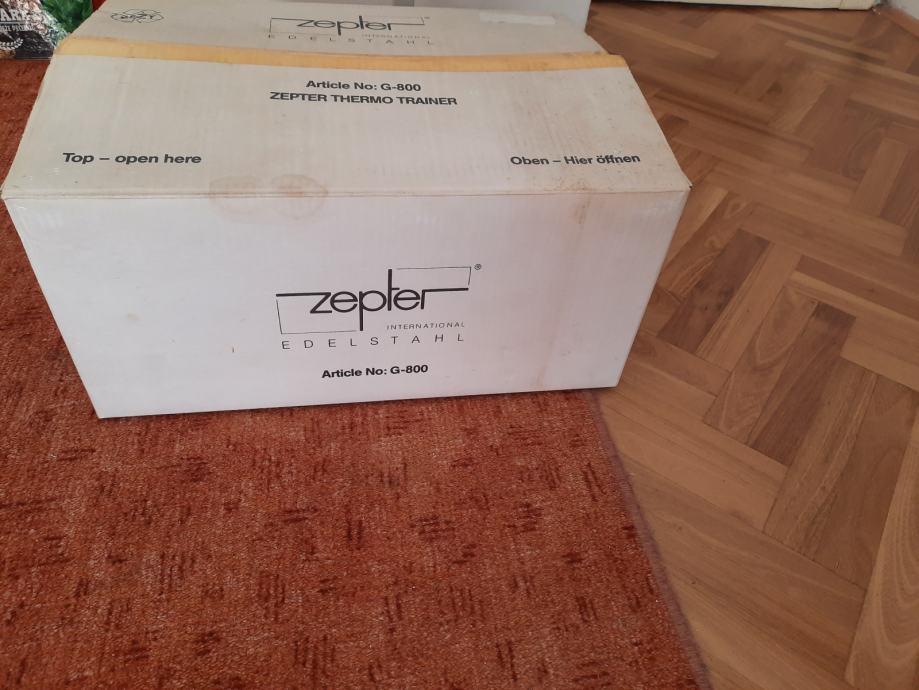 zepter®
INTERNATIONAL
EDELSTAHL
Article No: G-800
ZEPTER THERMO TRAINER
Top – open here
Oben – Hier öffnen
zepter®
INTERNATIONAL
EDELSTAHL
Article No: G-800